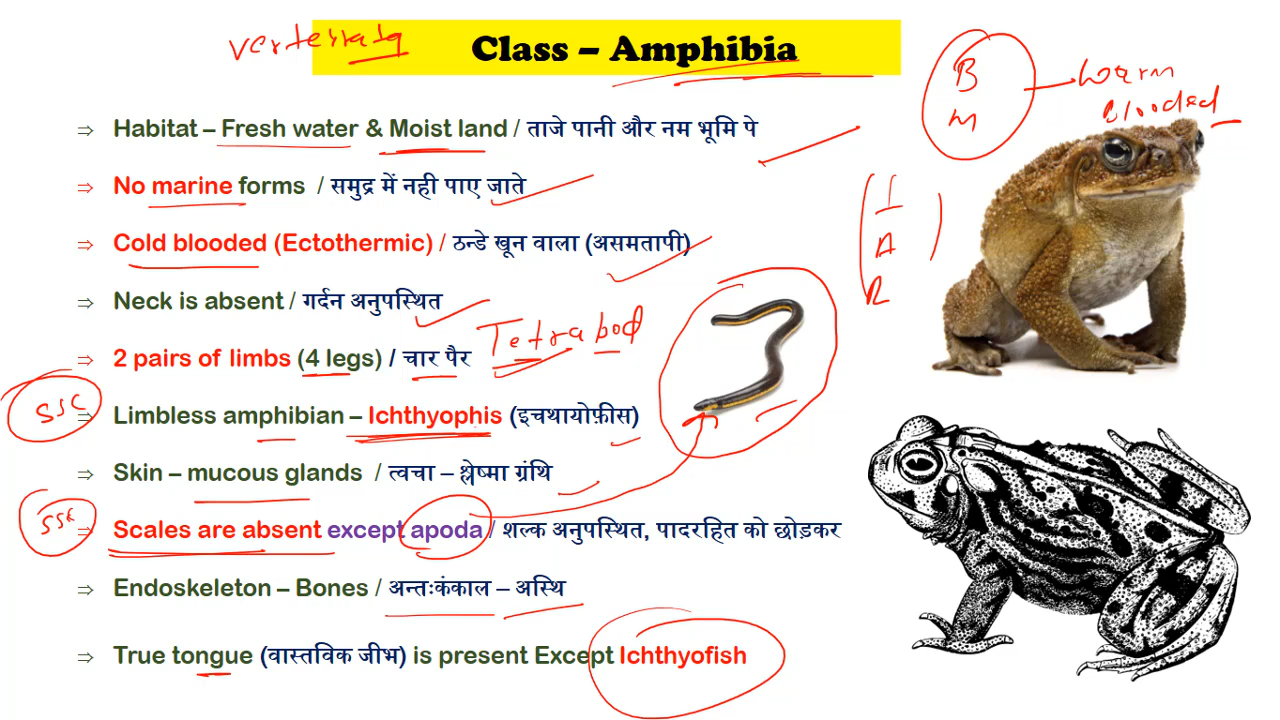 vertebrata
Class – Amphibia
B
M
warm
Blooded
⇒ Habitat – Fresh water & Moist land / ताजे पानी और नम भूमि पे
⇒ No marine forms / समुद्र में नही पाए जाते
I
A
R
⇒ Cold blooded (Ectothermic) / ठन्डे खून वाला (असमतापी)
⇒ Neck is absent / गर्दन अनुपस्थित
Tetrapod
⇒ 2 pairs of limbs (4 legs) / चार पैर
SSC
⇒ Limbless amphibian – Ichthyophis (इचथायोफ़ीस)
⇒ Skin – mucous glands / त्वचा – श्लेष्मा ग्रंथि
SSC
⇒ Scales are absent except apoda / शल्क अनुपस्थित, पादरहित को छोड़कर
⇒ Endoskeleton – Bones / अन्तःकंकाल – अस्थि
⇒ True tongue (वास्तविक जीभ) is present Except Ichthyofish